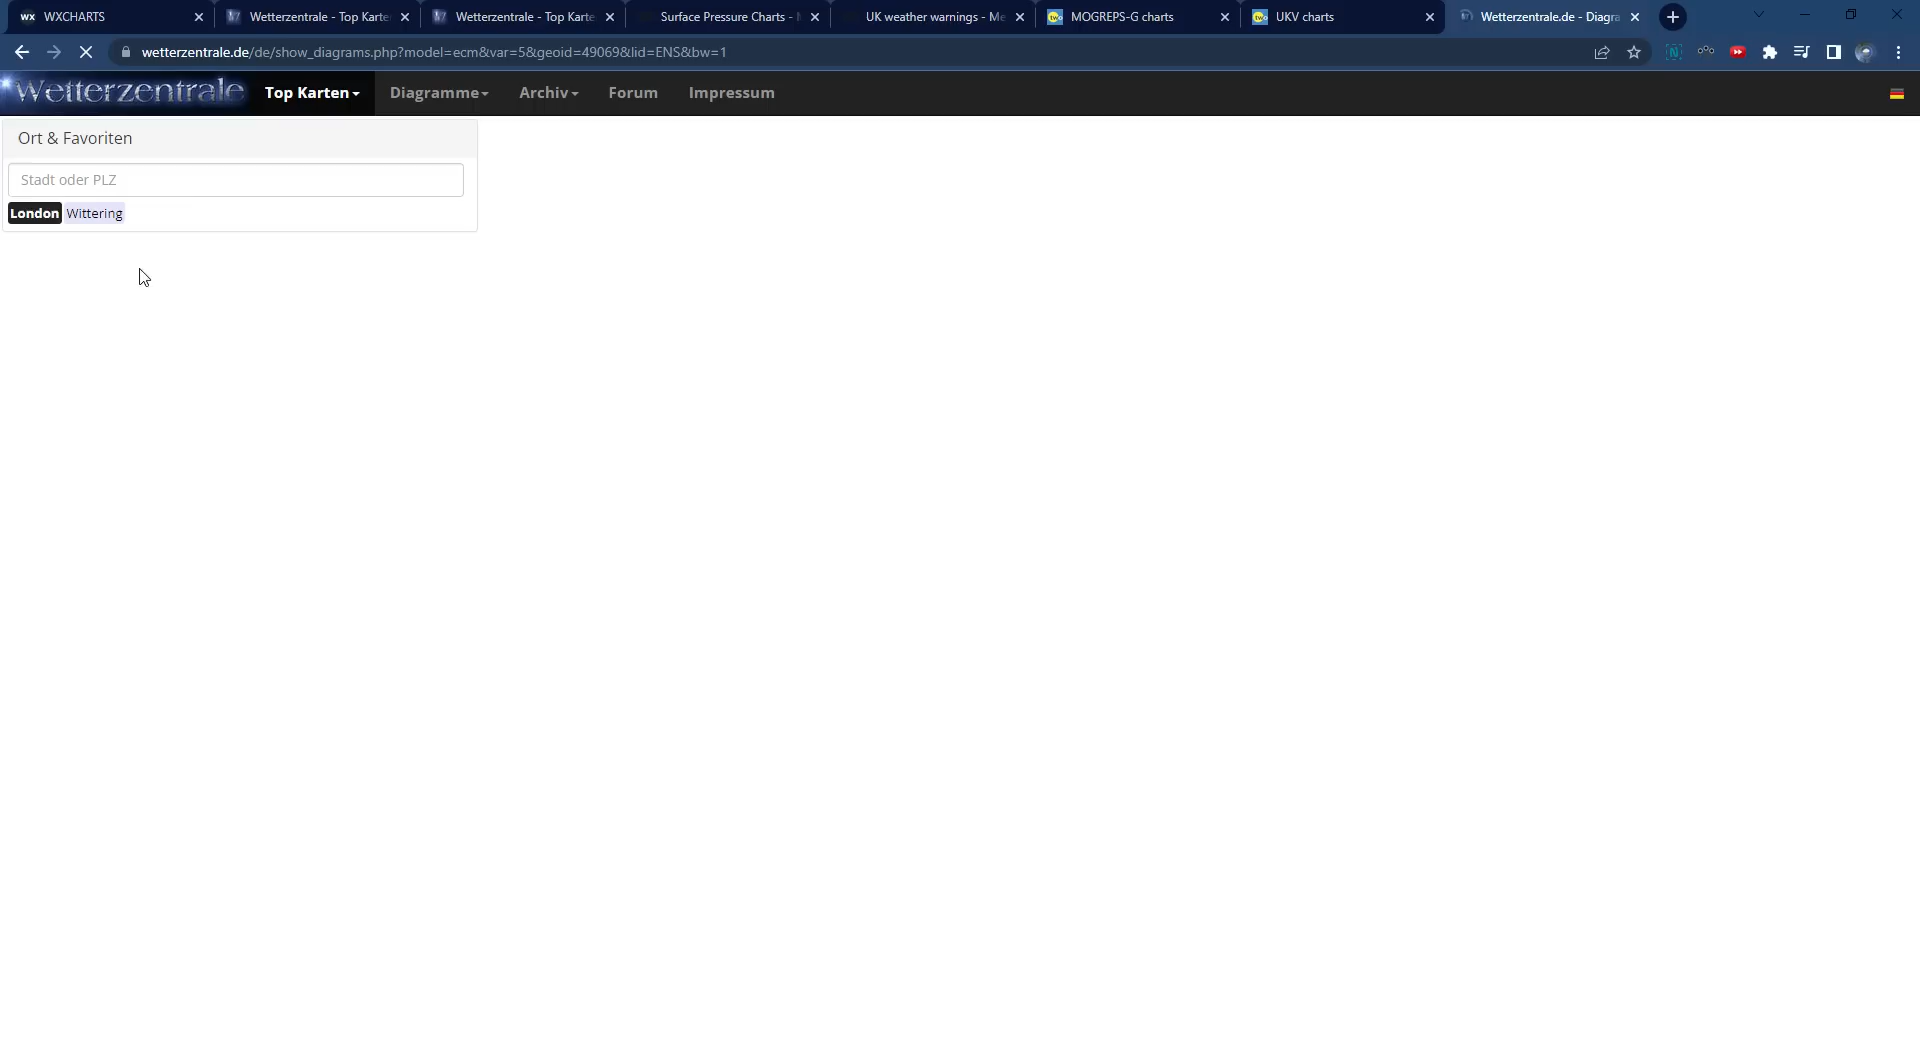 WXCHARTS
Wetterzentrale - Top Karte
Wetterzentrale - Top Karte
Surface Pressure Charts -
UK weather warnings - Me
MOGREPS-G charts
UKV charts
Wetterzentrale.de - Diagra
wetterzentrale.de/de/show_diagrams.php?model=ecm&var=5&geoid=49069&lid=ENS&bw=1
Wetterzentrale
Top Karten
Diagramme
Archiv
Forum
Impressum
Ort & Favoriten
Stadt oder PLZ
London Wittering